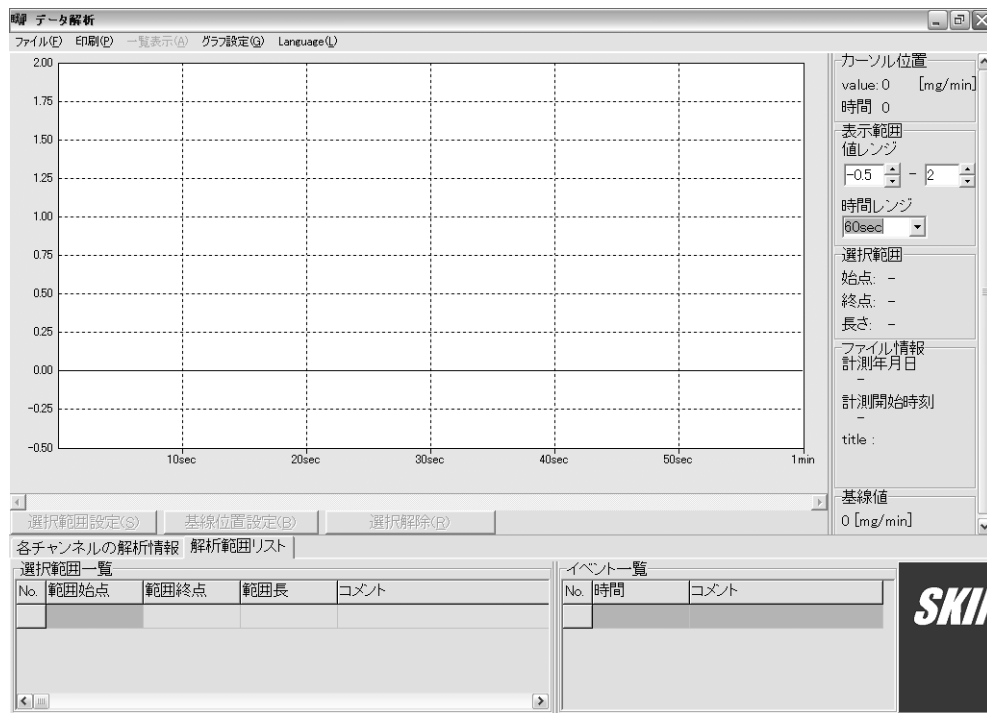 データ解析
ファイル(F) 印刷(P) 一覧表示(A) グラフ設定(G) Language(L)
2.00
1.75
1.50
1.25
1.00
0.75
0.50
0.25
0.00
-0.25
-0.50
10sec 20sec 30sec 40sec 50sec 1min
カーソル位置
value: 0 [mg/min]
時間 0
表示範囲
値レンジ
-0.5 - 2
時間レンジ
60sec
選択範囲
始点: -
終点: -
長さ: -
ファイル情報
計測年月日
-
計測開始時刻
-
title :
基線値
0 [mg/min]
選択範囲設定(S) 基線位置設定(B) 選択解除(R)
各チャンネルの解析情報 解析範囲リスト
選択範囲一覧
No. 範囲始点 範囲終点 範囲長 コメント
イベント一覧
No. 時間 コメント